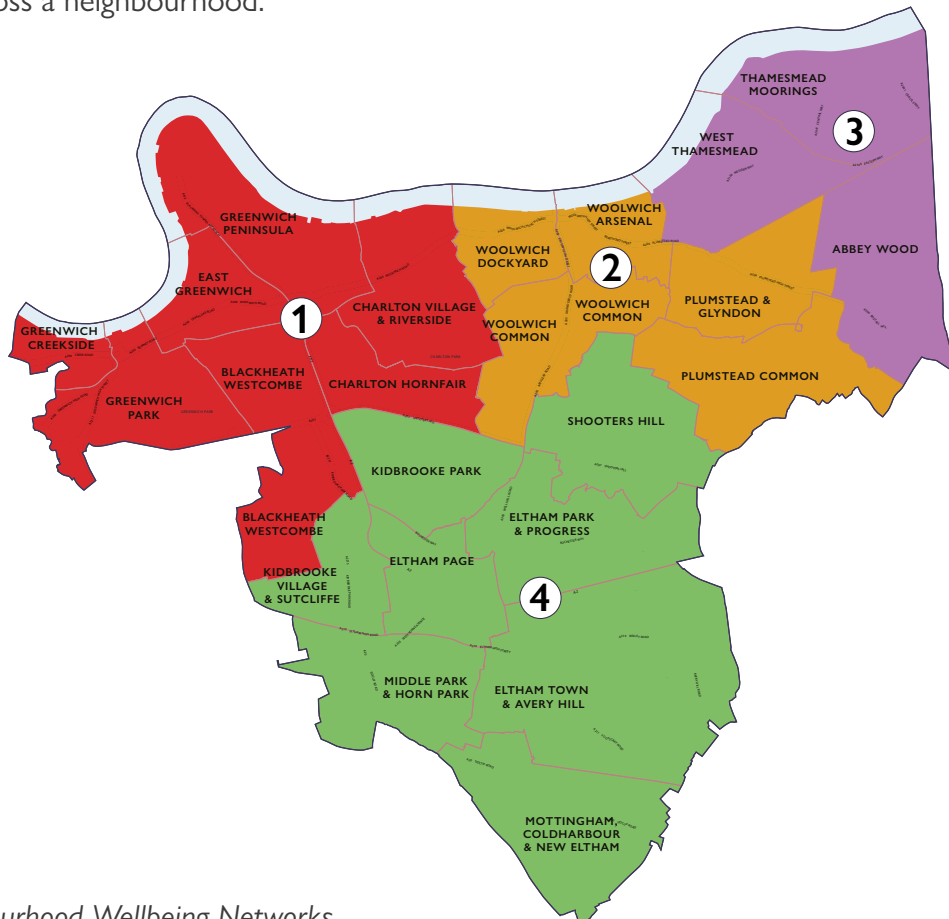 oss a neighbourhood.
THAMESMEAD
MOORINGS
3
WEST
THAMESMEAD
WOOLWICH
ARSENAL
GREENWICH
PENINSULA
ABBEY WOOD
WOOLWICH
DOCKYARD
2
EAST
GREENWICH
PLUMSTEAD &
GLYNDON
WOOLWICH
COMMON
CHARLTON VILLAGE
& RIVERSIDE
1
WOOLWICH
COMMON
GREENWICH
CREEKSIDE
BLACKHEATH
WESTCOMBE
PLUMSTEAD COMMON
CHARLTON HORNFAIR
GREENWICH
PARK
SHOOTERS HILL
KIDBROOKE PARK
BLACKHEATH
WESTCOMBE
ELTHAM PARK
& PROGRESS
ELTHAM PAGE
KIDBROOKE
VILLAGE
& SUTCLIFFE
4
MIDDLE PARK
& HORN PARK
ELTHAM TOWN
& AVERY HILL
MOTTINGHAM,
COLDHARBOUR
& NEW ELTHAM
urhood Wellbeing Networks